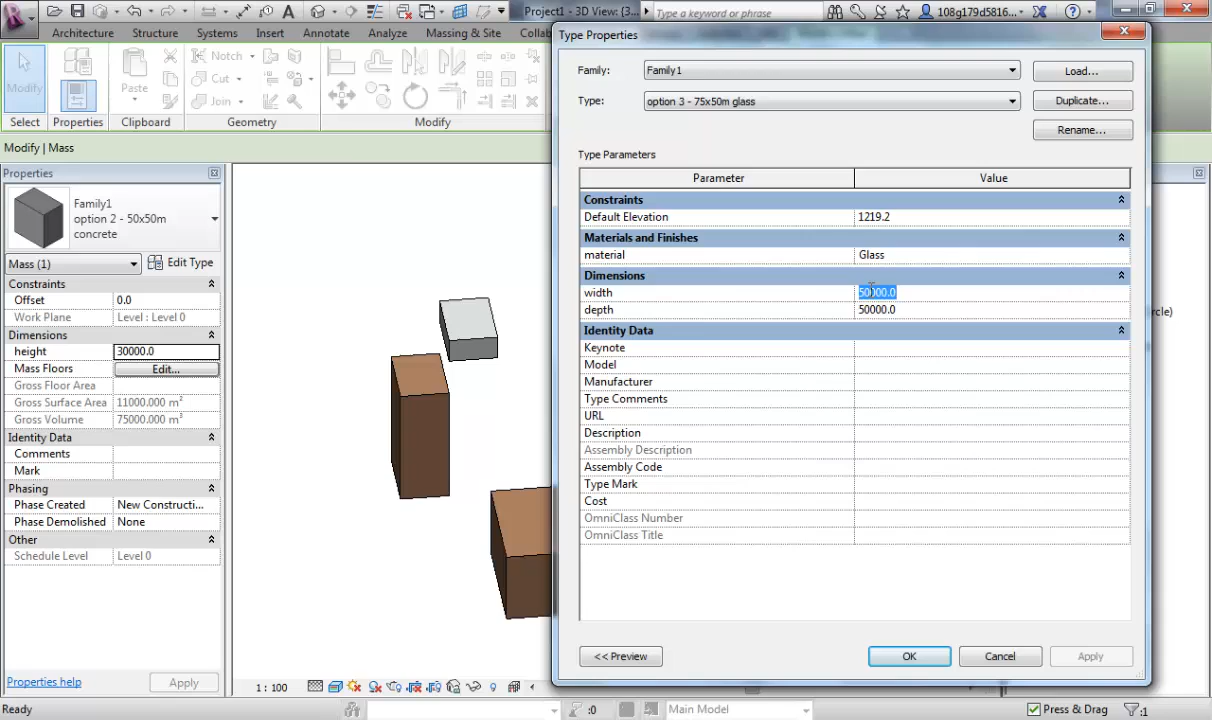 Project1 - 3D View: {3...
Type a keyword or phrase
108g179d5816...
Architecture
Structure
Systems
Insert
Annotate
Analyze
Massing & Site
Collab
Modify
Notch
Cut
Join
Paste
Select
Properties
Clipboard
Geometry
Modify
Modify | Mass
Properties
Family1
option 2 - 50x50m
concrete
Mass (1)
Edit Type
Constraints
Offset 0.0
Work Plane Level : Level 0
Dimensions
height 30000.0
Mass Floors Edit...
Gross Floor Area
Gross Surface Area 11000.000 m²
Gross Volume 75000.000 m³
Identity Data
Comments
Mark
Phasing
Phase Created New Constructi...
Phase Demolished None
Other
Schedule Level Level 0
Properties help
Apply
1 : 100
Type Properties
Family: Family1 Load...
Type: option 3 - 75x50m glass Duplicate...
Rename...
Type Parameters
Parameter Value
Constraints
Default Elevation 1219.2
Materials and Finishes
material Glass
Dimensions
width 50000.0
depth 50000.0
Identity Data
Keynote
Model
Manufacturer
Type Comments
URL
Description
Assembly Description
Assembly Code
Type Mark
Cost
OmniClass Number
OmniClass Title
<< Preview OK Cancel Apply
rcle)
Ready
:0
Main Model
Press & Drag
:1